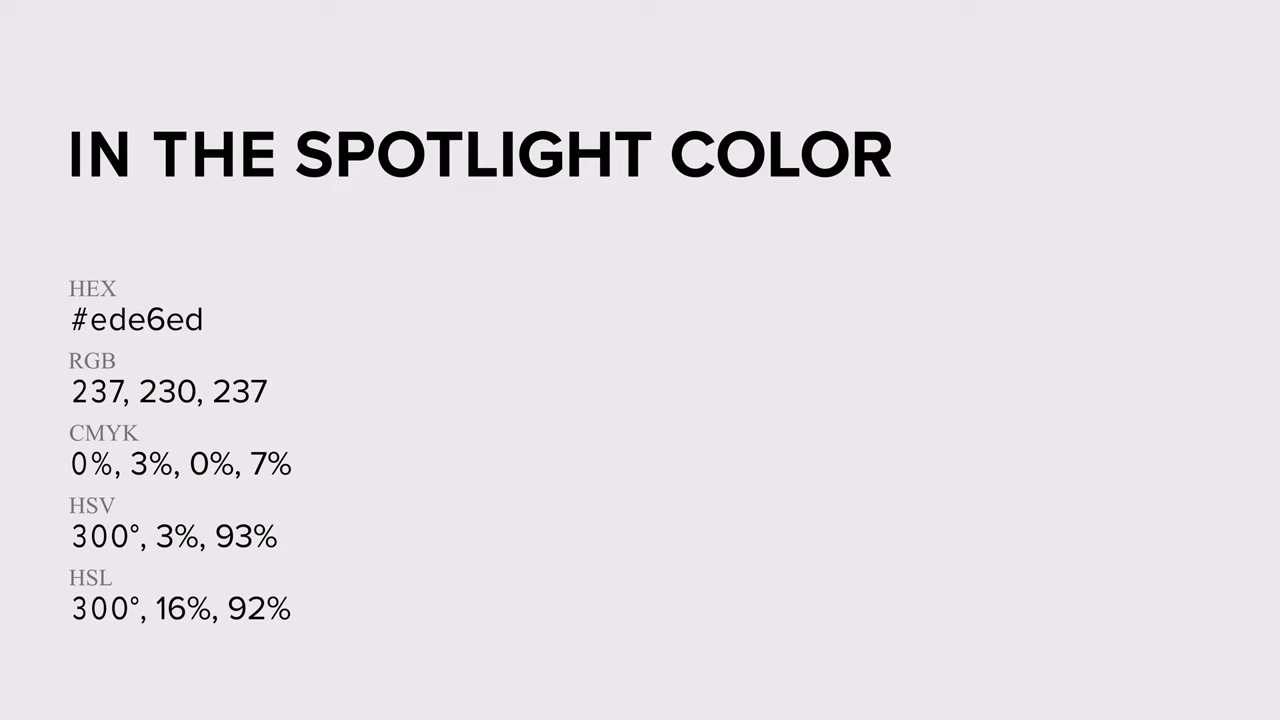 IN THE SPOTLIGHT COLOR
HEX
#ede6ed
RGB
237, 230, 237
CMYK
0%, 3%, 0%, 7%
HSV
300°, 3%, 93%
HSL
300°, 16%, 92%